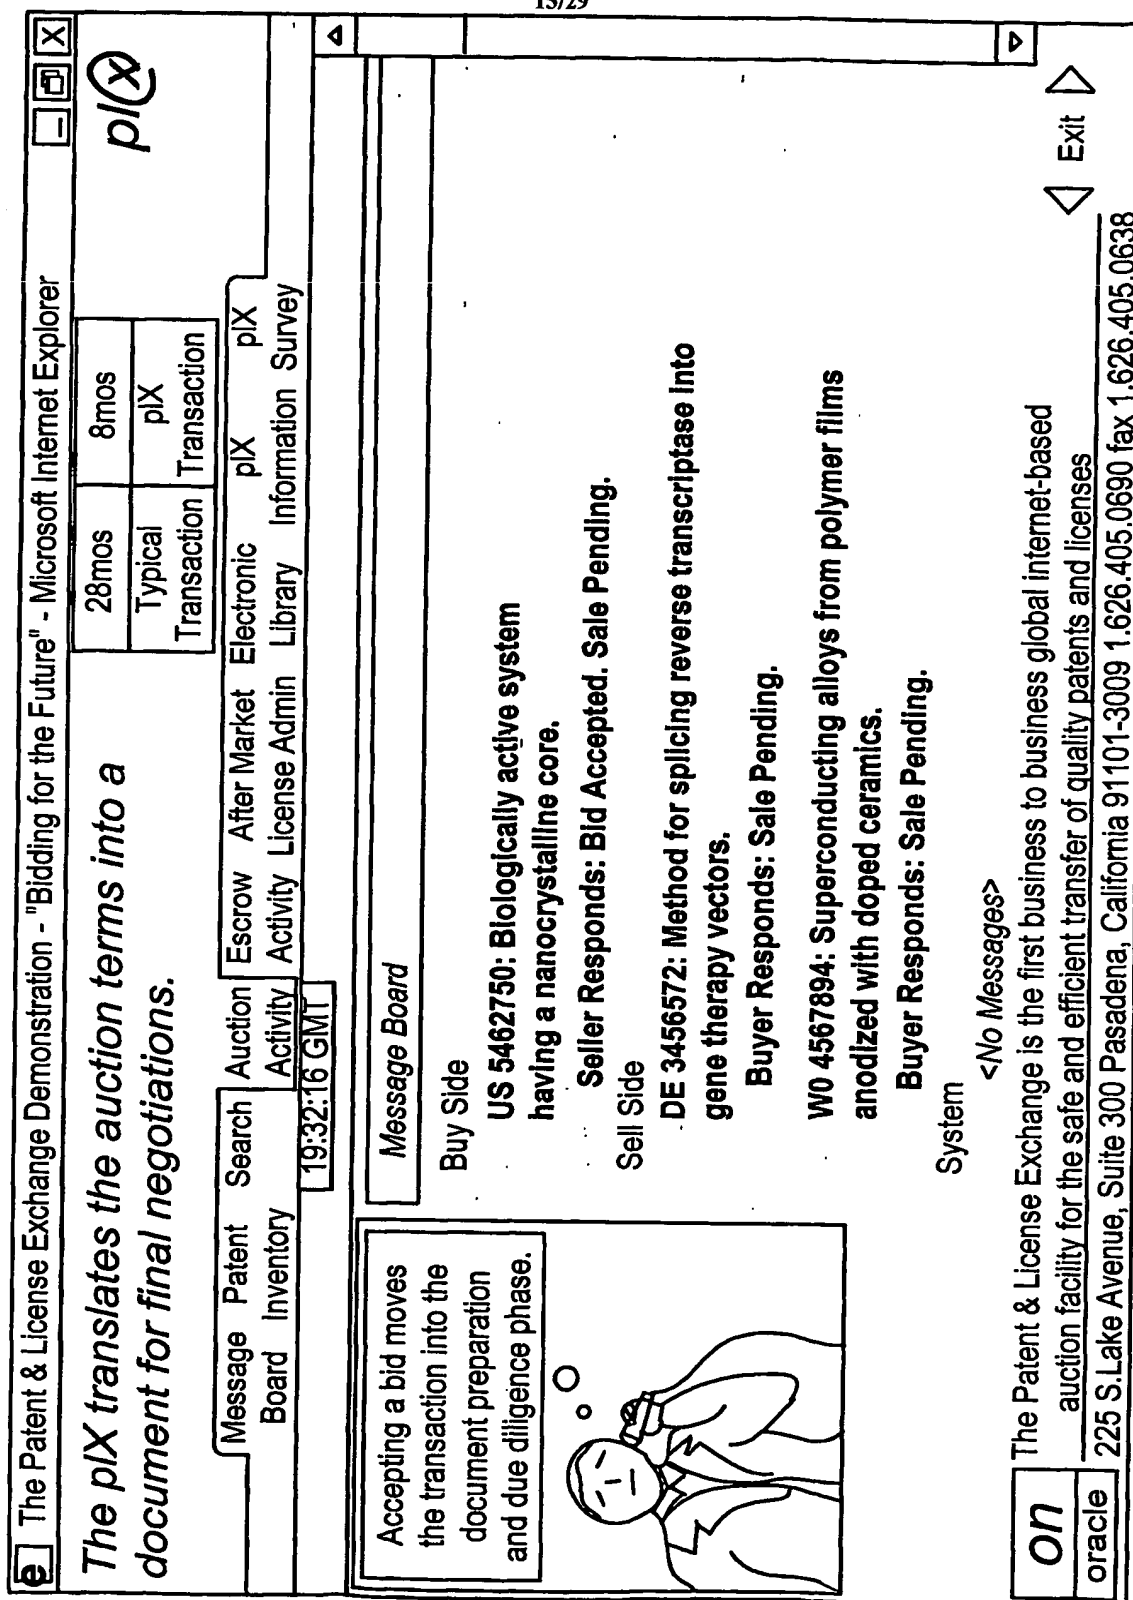 13/29
e The Patent & License Exchange Demonstration - "Bidding for the Future" - Microsoft Internet Explorer
The plX translates the auction terms into a
document for final negotiations.
28mos 8mos
Typical plX
Transaction Transaction
plX
Message Patent Search Auction Escrow After Market Electronic plX plX
Board Inventory Activity Activity License Admin Library Information Survey
19:32:16 GMT
Accepting a bid moves
the transaction into the
document preparation
and due diligence phase.
Message Board
Buy Side
US 5462750: Biologically active system
having a nanocrystalline core.
Seller Responds: Bid Accepted. Sale Pending.
Sell Side
DE 3456572: Method for splicing reverse transcriptase into
gene therapy vectors.
Buyer Responds: Sale Pending.
WO 4567894: Superconducting alloys from polymer films
anodized with doped ceramics.
Buyer Responds: Sale Pending.
System
<No Messages>
on
oracle
The Patent & License Exchange is the first business to business global internet-based
auction facility for the safe and efficient transfer of quality patents and licenses
225 S.Lake Avenue, Suite 300 Pasadena, California 91101-3009 1.626.405.0690 fax 1.626.405.0638
Exit